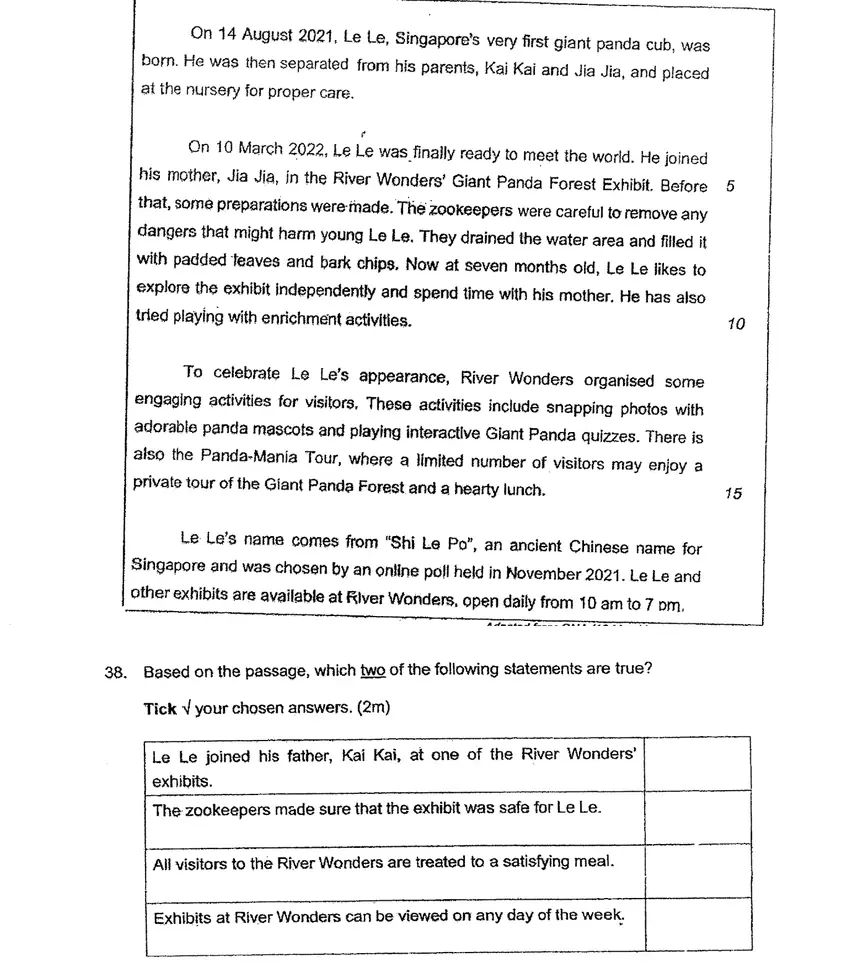 On 14 August 2021, Le Le, Singapore's very first giant panda cub, was
born. He was then separated from his parents, Kai Kai and Jia Jia, and placed
at the nursery for proper care.
On 10 March 2022, Le Le was finally ready to meet the world. He joined
his mother, Jia Jia, in the River Wonders' Giant Panda Forest Exhibit. Before 5
that, some preparations were made. The zookeepers were careful to remove any
dangers that might harm young Le Le. They drained the water area and filled it
with padded leaves and bark chips. Now at seven months old, Le Le likes to
explore the exhibit independently and spend time with his mother. He has also
tried playing with enrichment activities. 10
To celebrate Le Le's appearance, River Wonders organised some
engaging activities for visitors. These activities include snapping photos with
adorable panda mascots and playing interactive Giant Panda quizzes. There is
also the Panda-Mania Tour, where a limited number of visitors may enjoy a
private tour of the Giant Panda Forest and a hearty lunch. 15
Le Le's name comes from "Shi Le Po", an ancient Chinese name for
Singapore and was chosen by an online poll held in November 2021. Le Le and
other exhibits are available at River Wonders, open daily from 10 am to 7 pm.
38. Based on the passage, which two of the following statements are true?
Tick √ your chosen answers. (2m)
Le Le joined his father, Kai Kai, at one of the River Wonders'
exhibits.
The zookeepers made sure that the exhibit was safe for Le Le.
All visitors to the River Wonders are treated to a satisfying meal.
Exhibits at River Wonders can be viewed on any day of the week.